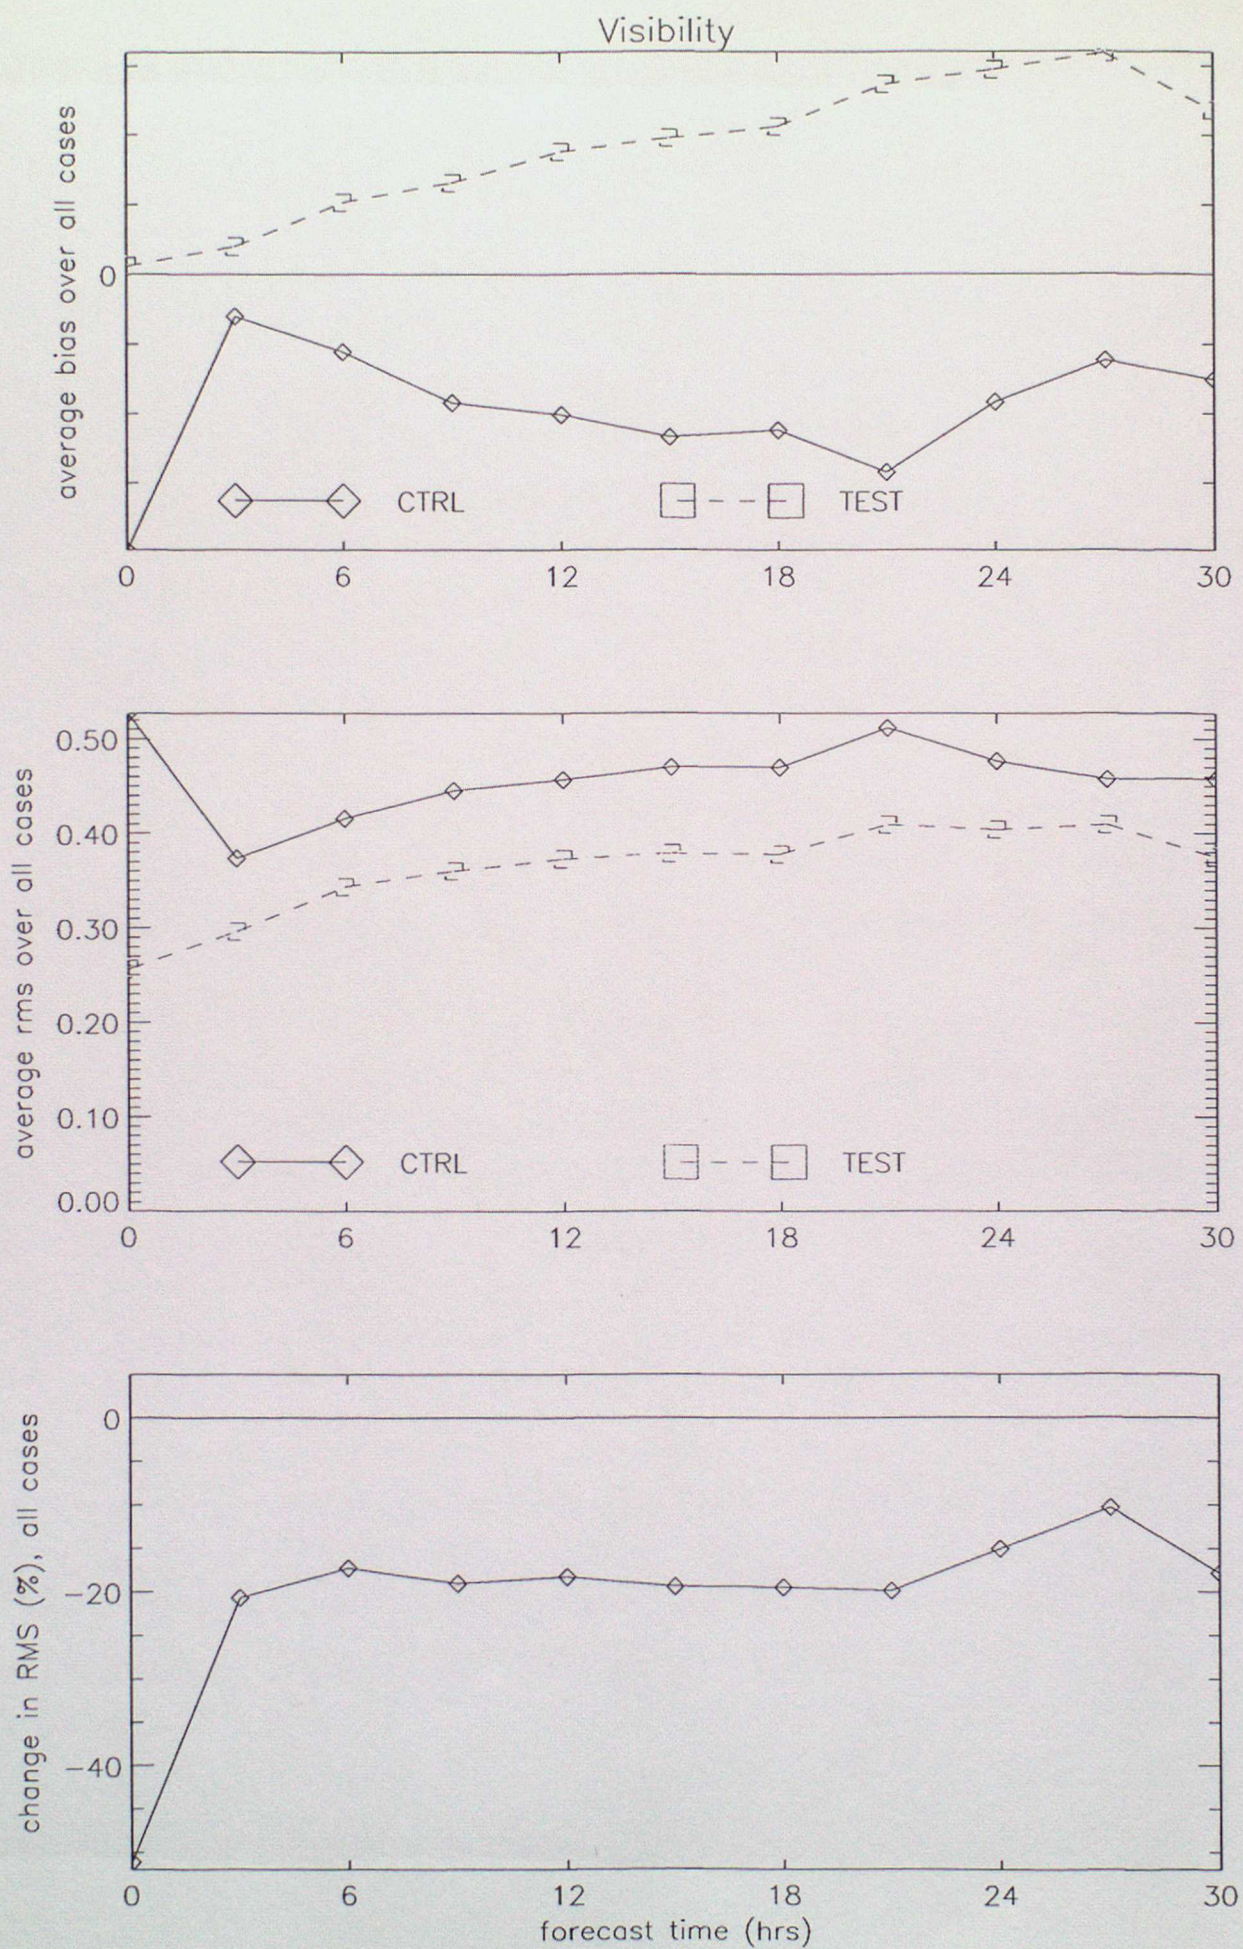 Visibility
average bias over all cases
0
CTRL
TEST
0 6 12 18 24 30
average rms over all cases
0.50
0.40
0.30
0.20
0.10
0.00
CTRL
TEST
0 6 12 18 24 30
change in RMS (%), all cases
0
−20
−40
0 6 12 18 24 30
forecast time (hrs)